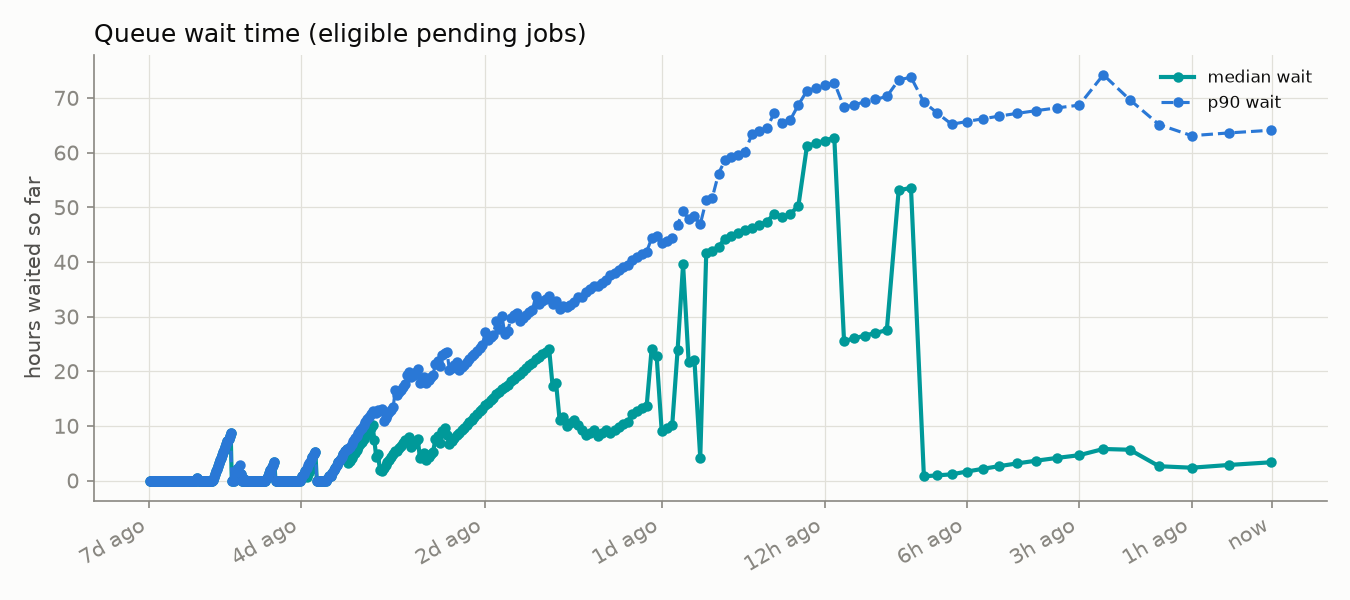 Queue wait time (eligible pending jobs)
median wait
p90 wait
hours waited so far
70
60
50
40
30
20
10
0
7d ago
4d ago
2d ago
1d ago
12h ago
6h ago
3h ago
1h ago
now